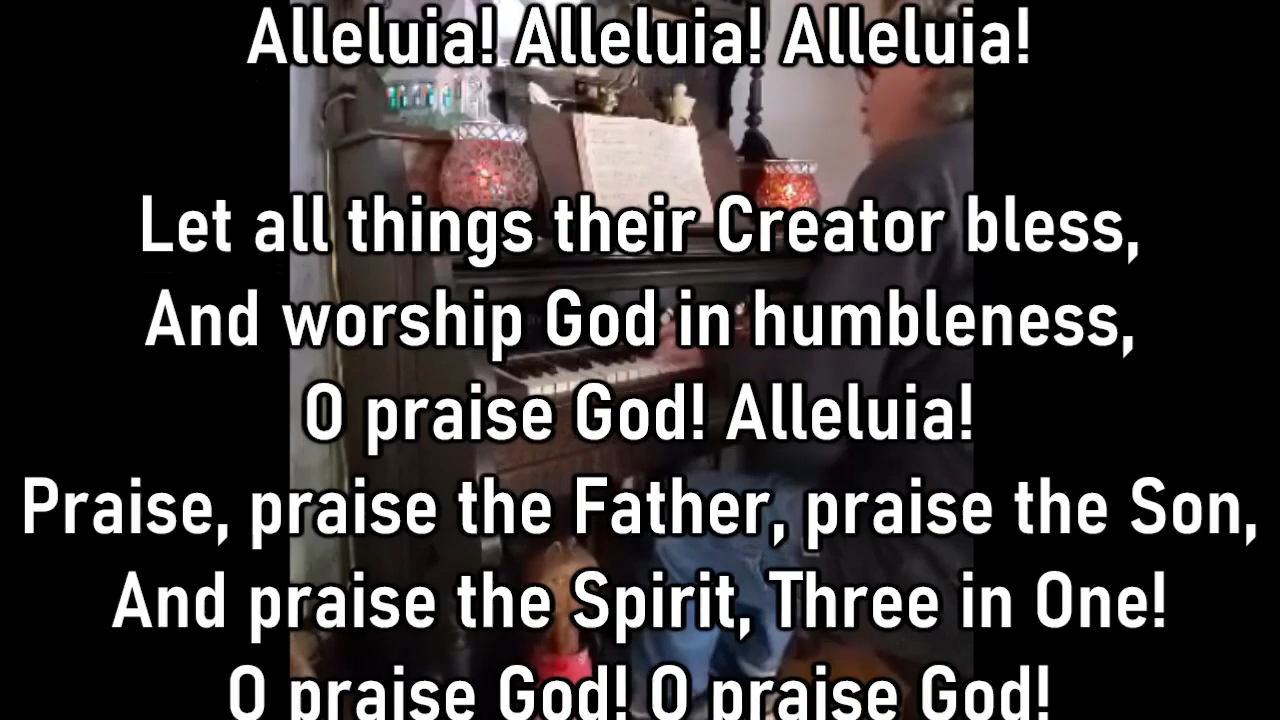 Alleluia! Alleluia! Alleluia!
Let all things their Creator bless,
And worship God in humbleness,
O praise God! Alleluia!
Praise, praise the Father, praise the Son,
And praise the Spirit, Three in One!
O praise God! O praise God!